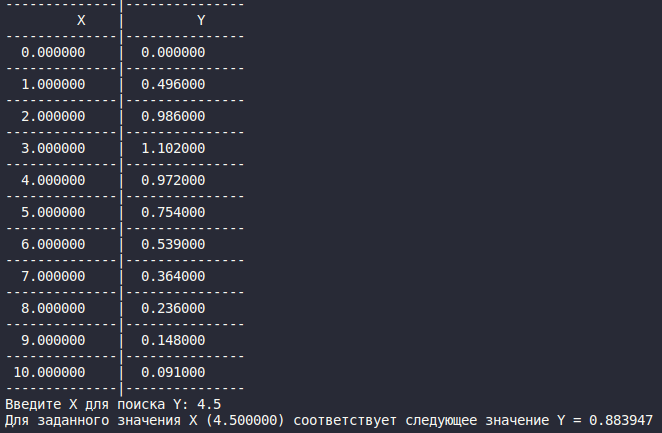 --------------|---------------
         X    |         Y
--------------|---------------
  0.000000    |  0.000000
--------------|---------------
  1.000000    |  0.496000
--------------|---------------
  2.000000    |  0.986000
--------------|---------------
  3.000000    |  1.102000
--------------|---------------
  4.000000    |  0.972000
--------------|---------------
  5.000000    |  0.754000
--------------|---------------
  6.000000    |  0.539000
--------------|---------------
  7.000000    |  0.364000
--------------|---------------
  8.000000    |  0.236000
--------------|---------------
  9.000000    |  0.148000
--------------|---------------
 10.000000    |  0.091000
--------------|---------------
Введите X для поиска Y: 4.5
Для заданного значения X (4.500000) соответствует следующее значение Y = 0.883947